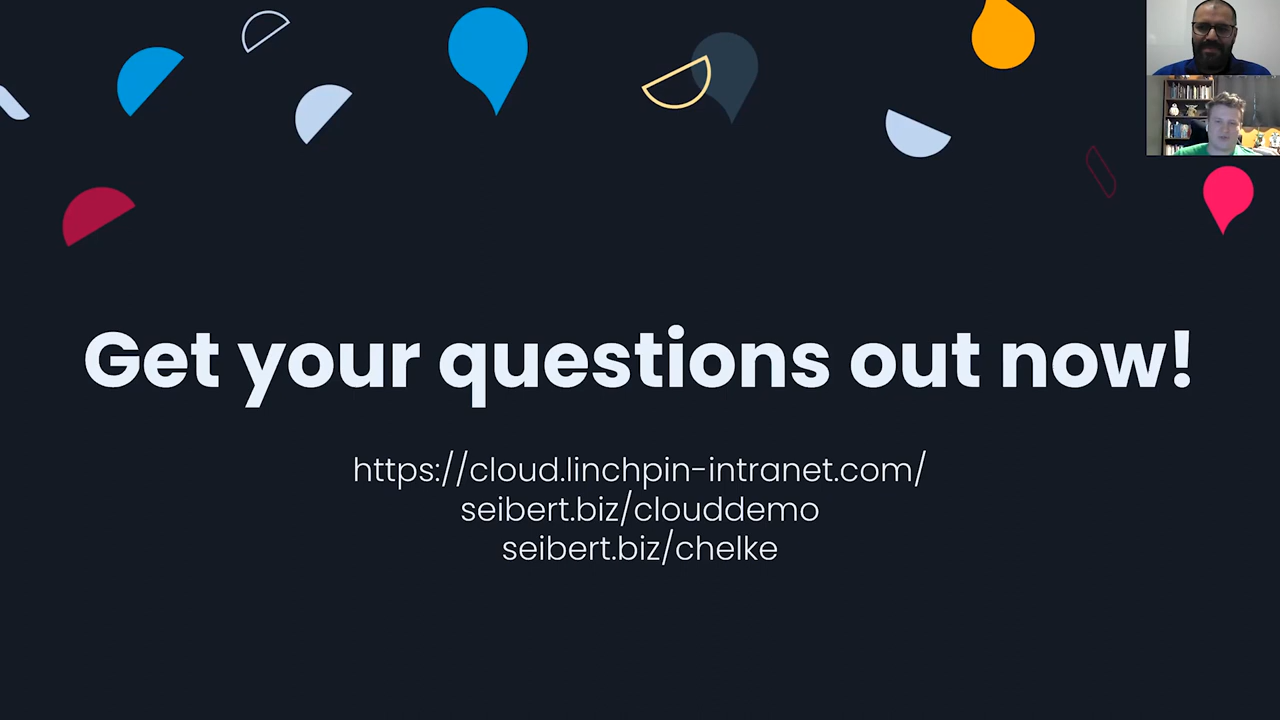 Get your questions out now!
https://cloud.linchpin-intranet.com/
seibert.biz/clouddemo
seibert.biz/chelke